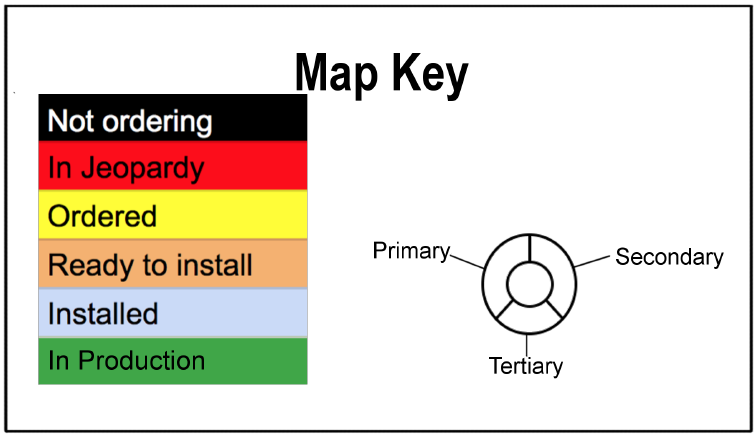 Map Key
Not ordering
In Jeopardy
Ordered
Ready to install
Installed
In Production
Primary
Secondary
Tertiary